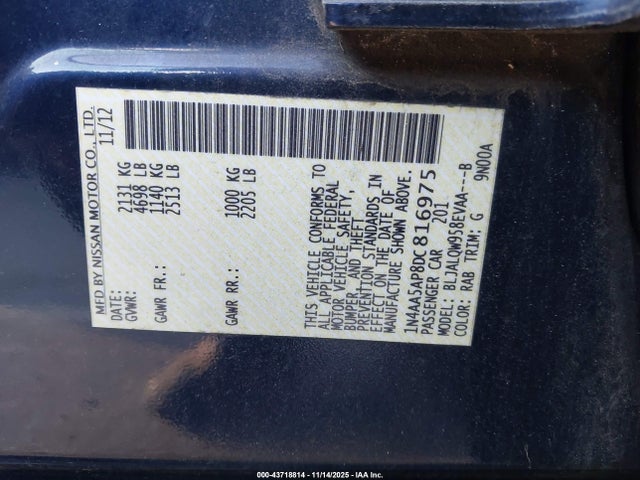 MFD BY NISSAN MOTOR CO., LTD.
DATE: 11/12
GVWR: 2131 KG
4698 LB
GAWR FR.: 1140 KG
2513 LB
GAWR RR: 1000 KG
2205 LB
THIS VEHICLE CONFORMS TO
ALL APPLICABLE FEDERAL
MOTOR VEHICLE SAFETY,
BUMPER, AND THEFT
PREVENTION STANDARDS IN
EFFECT ON THE DATE OF
MANUFACTURE SHOWN ABOVE.
1N4AA5AP8DC816975
PASSENGER CAR 201
MODEL: BLJALQW958EVAA---B
COLOR: RAB TRIM: G 9N00A
000-43718814 - 11/14/2025 - IAA Inc.